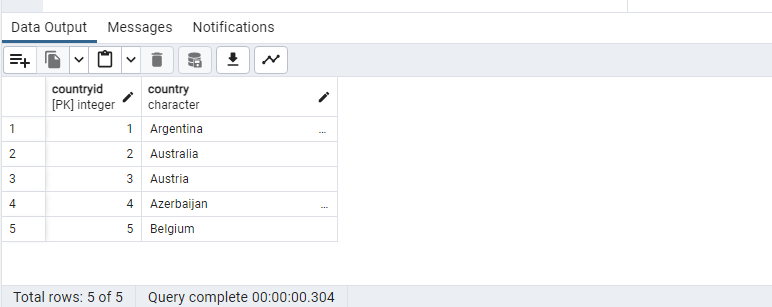 Data Output Messages Notifications
countryid country
[PK] integer character
1 1 Argentina ...
2 2 Australia
3 3 Austria
4 4 Azerbaijan ...
5 5 Belgium
Total rows: 5 of 5 Query complete 00:00:00.304